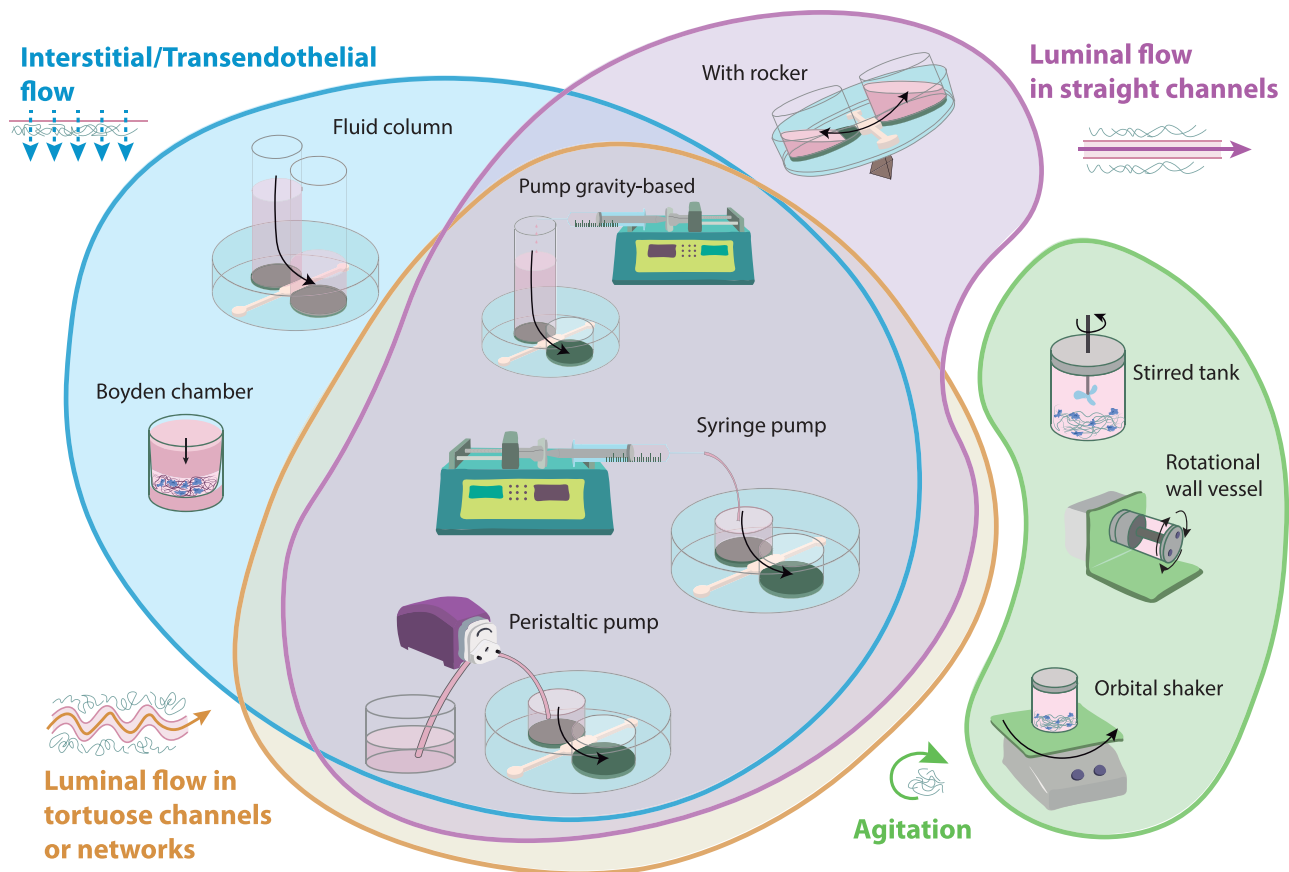 Interstitial/Transendothelial
flow
Fluid column
With rocker
Luminal flow
in straight channels
Pump gravity-based
Boyden chamber
Syringe pump
Stirred tank
Rotational
wall vessel
Peristaltic pump
Orbital shaker
Luminal flow in
tortuose channels
or networks
Agitation